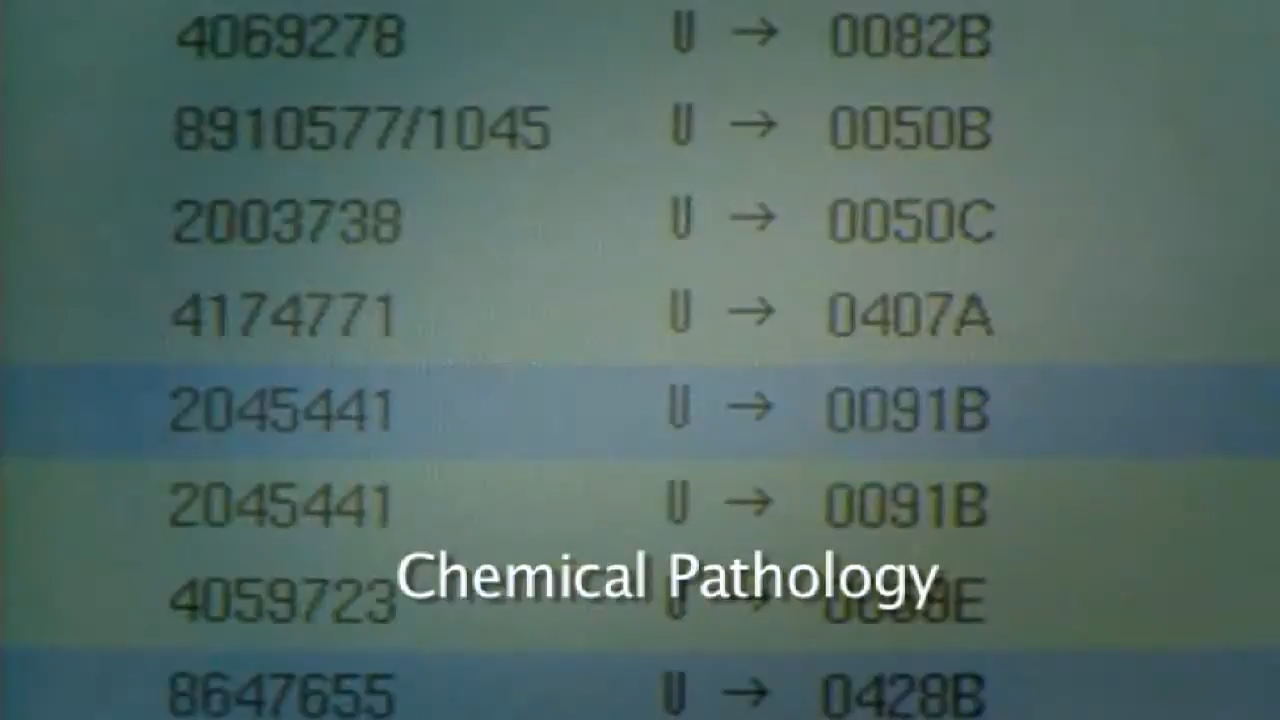 4069278 U → 0082B
8910577/1045 U → 0050B
2003738 U → 0050C
4174771 U → 0407A
2045441 U → 0091B
2045441 U → 0091B
Chemical Pathology
4059723 U →
8647655 U → 0428B